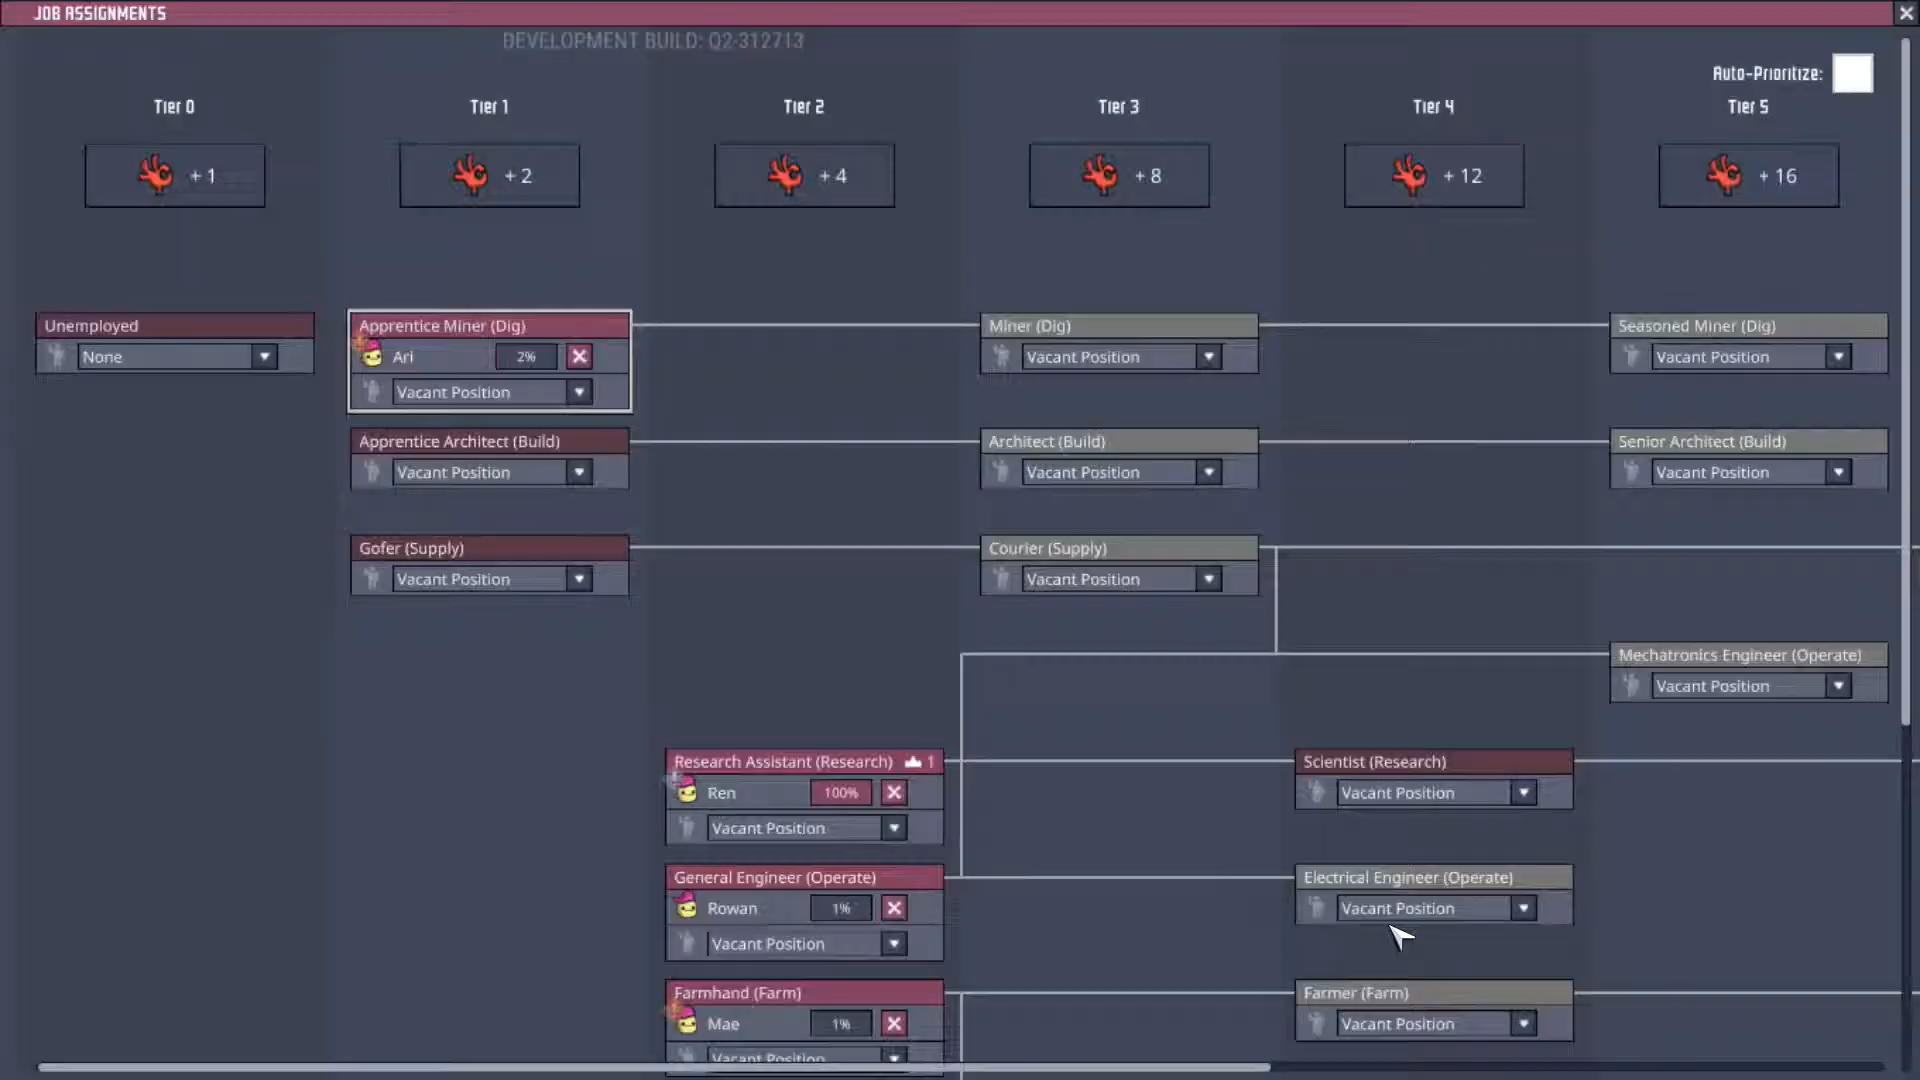 JOB ASSIGNMENTS
DEVELOPMENT BUILD: Q2-312713
Auto-Prioritize:
Tier 0 Tier 1 Tier 2 Tier 3 Tier 4 Tier 5
+ 1 + 2 + 4 + 8 + 12 + 16
Unemployed Apprentice Miner (Dig) Miner (Dig) Seasoned Miner (Dig)
None Ari 2% Vacant Position Vacant Position
Vacant Position
Apprentice Architect (Build) Architect (Build) Senior Architect (Build)
Vacant Position Vacant Position Vacant Position
Gofer (Supply) Courier (Supply)
Vacant Position Vacant Position
Mechatronics Engineer (Operate)
Vacant Position
Research Assistant (Research) 1 Scientist (Research)
Ren 100% Vacant Position
Vacant Position
General Engineer (Operate) Electrical Engineer (Operate)
Rowan 1% Vacant Position
Vacant Position
Farmhand (Farm) Farmer (Farm)
Mae 1% Vacant Position
Vacant Position